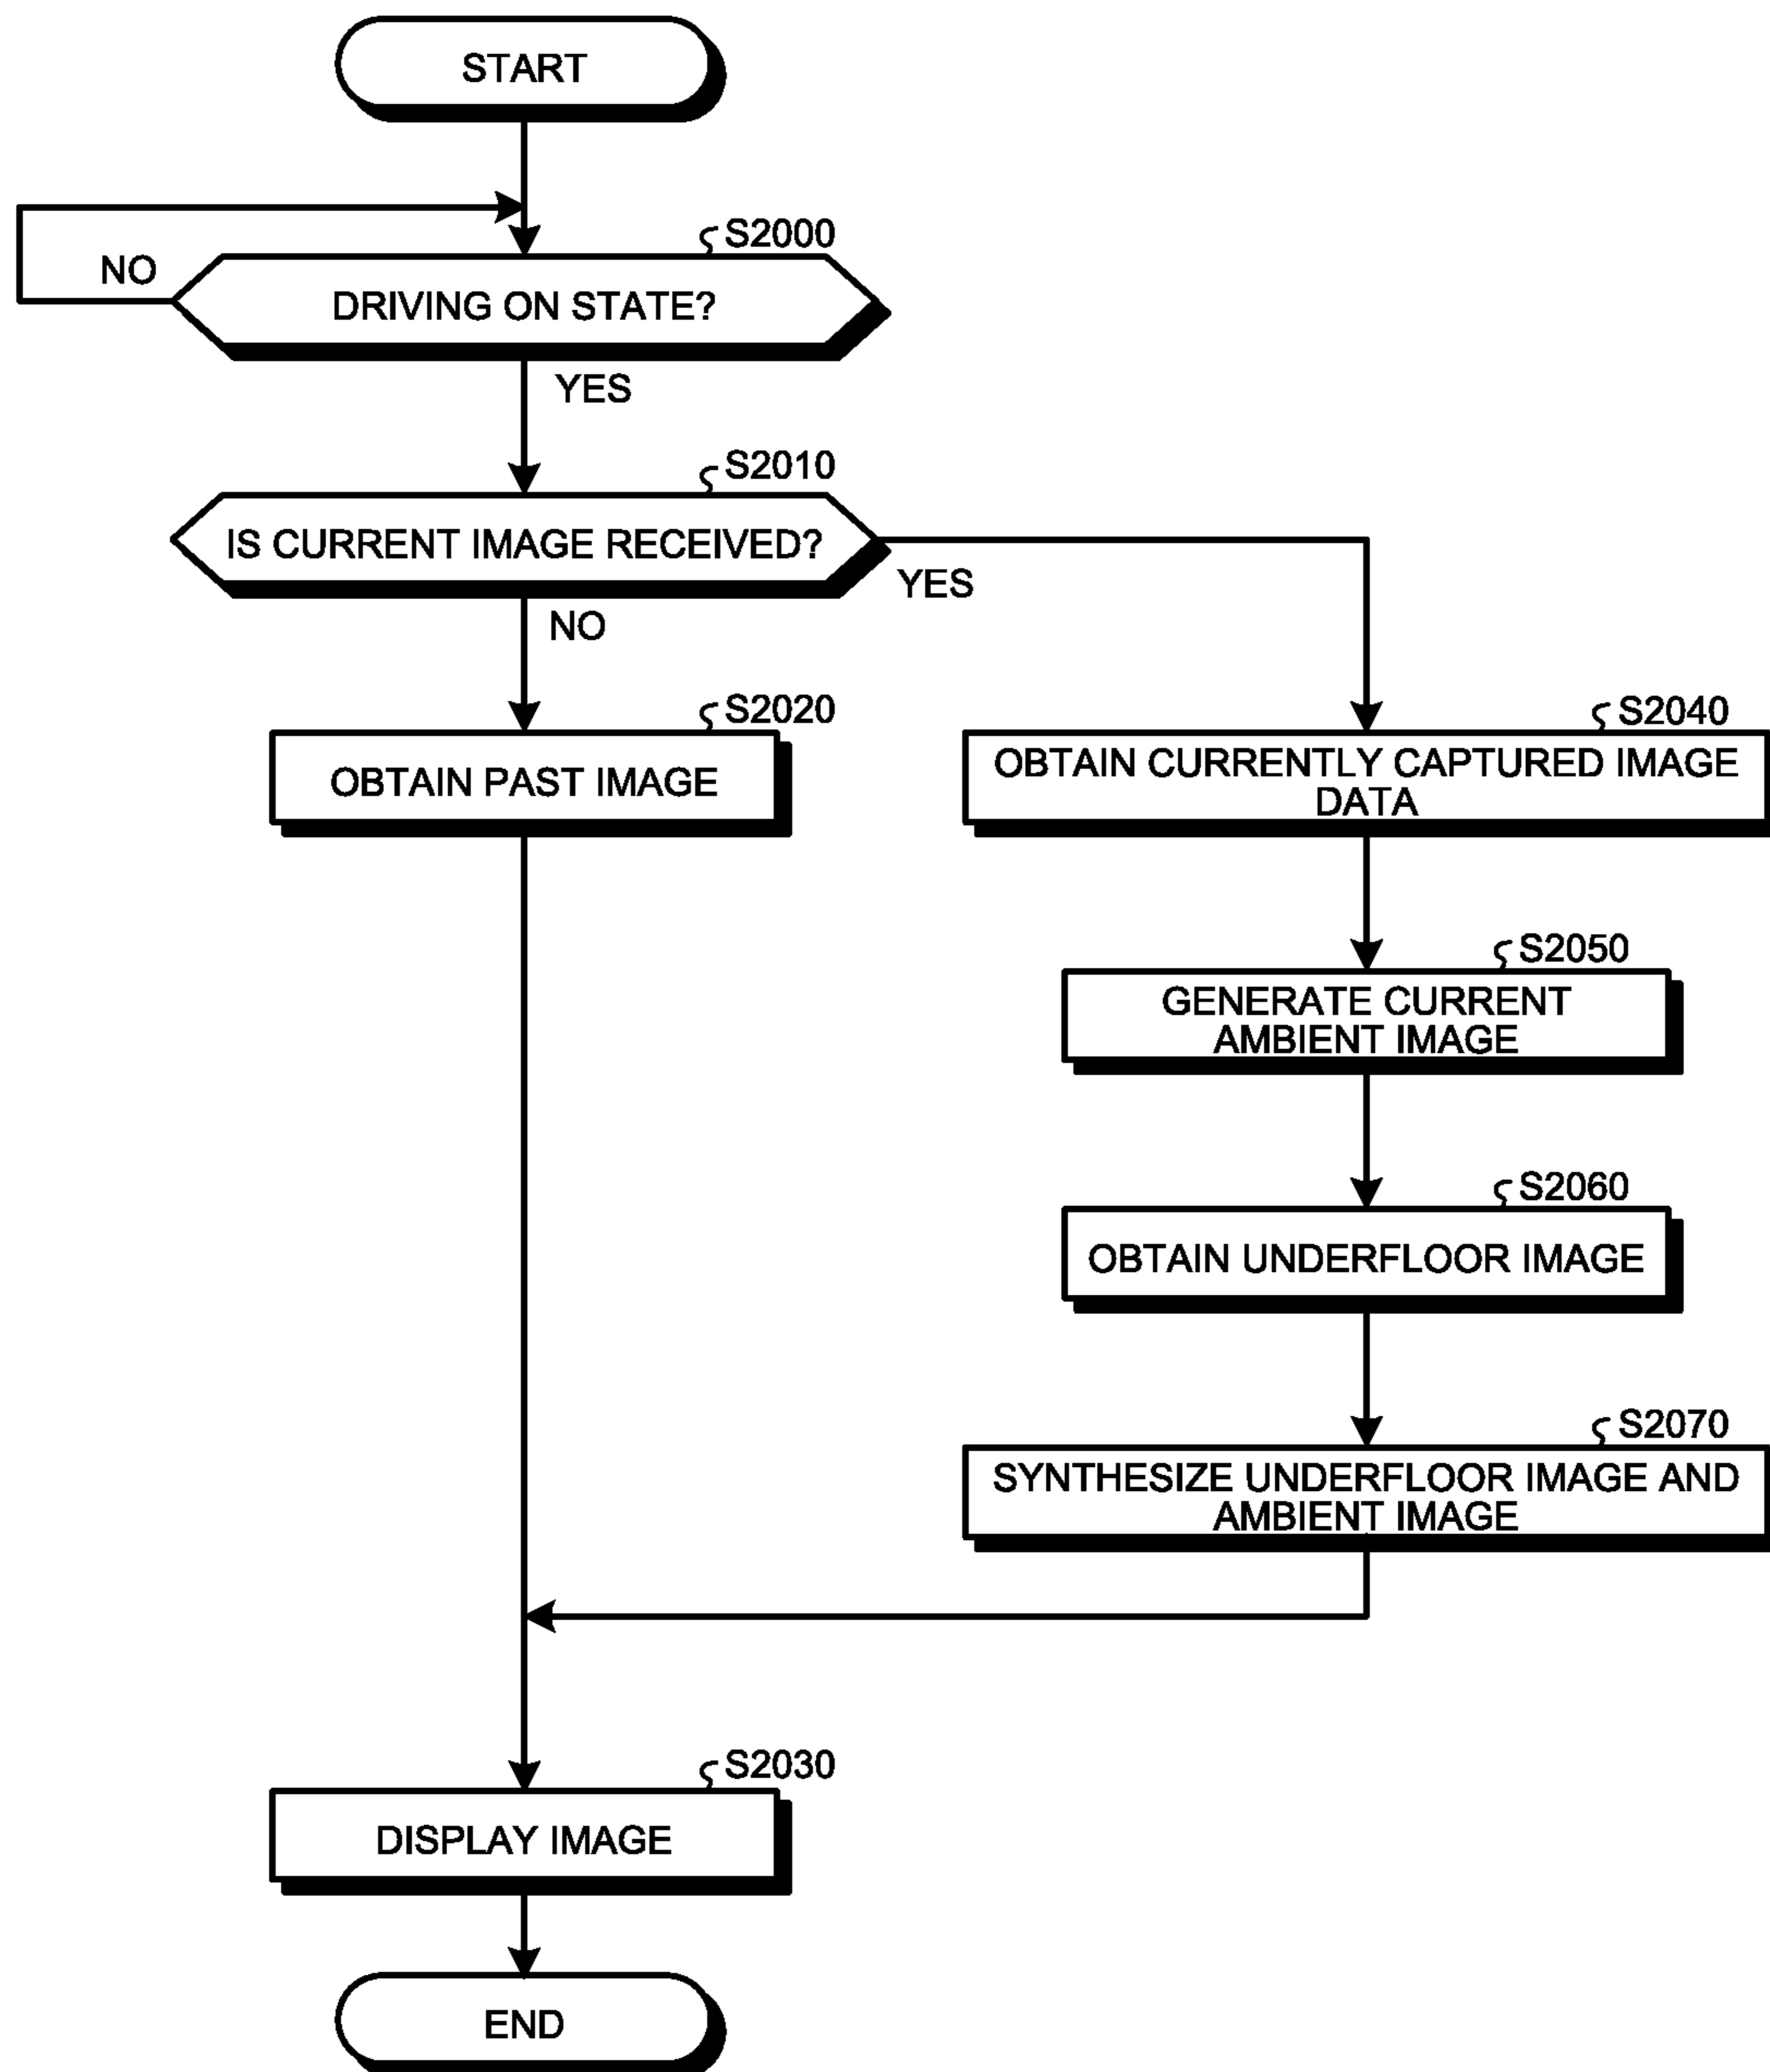 START
S2000
NO
DRIVING ON STATE?
YES
S2010
IS CURRENT IMAGE RECEIVED?
YES
NO
S2020
OBTAIN PAST IMAGE
S2040
OBTAIN CURRENTLY CAPTURED IMAGE
DATA
S2050
GENERATE CURRENT
AMBIENT IMAGE
S2060
OBTAIN UNDERFLOOR IMAGE
S2070
SYNTHESIZE UNDERFLOOR IMAGE AND
AMBIENT IMAGE
S2030
DISPLAY IMAGE
END